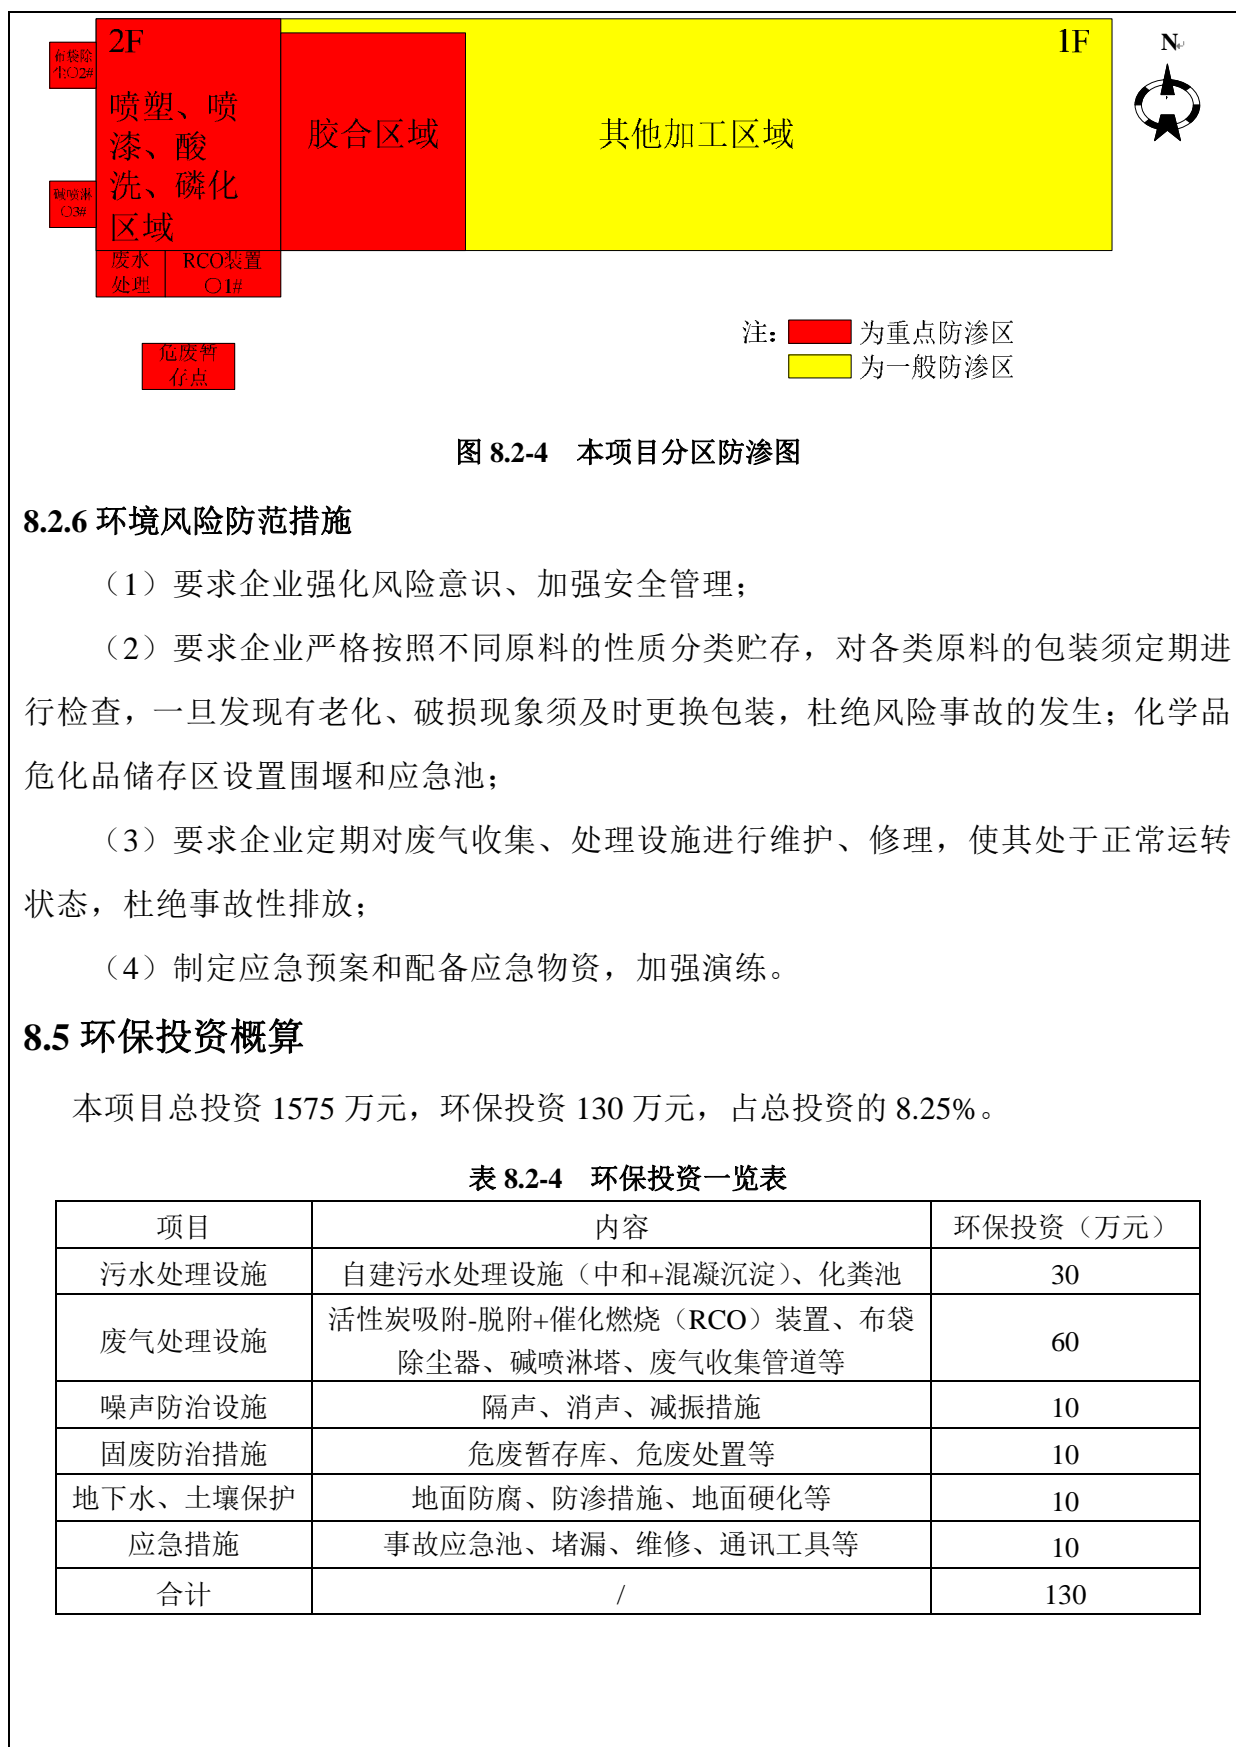 2F
1F
N
布袋除
尘〇2#
喷塑、喷
漆、酸
洗、磷化
区域
胶合区域
其他加工区域
碱喷淋
〇3#
废水
处理
RCO装置
〇1#
危废暂
存点
注：
为重点防渗区
为一般防渗区
图 8.2-4 本项目分区防渗图
8.2.6 环境风险防范措施
（1）要求企业强化风险意识、加强安全管理；
（2）要求企业严格按照不同原料的性质分类贮存，对各类原料的包装须定期进
行检查，一旦发现有老化、破损现象须及时更换包装，杜绝风险事故的发生；化学品
危化品储存区设置围堰和应急池；
（3）要求企业定期对废气收集、处理设施进行维护、修理，使其处于正常运转
状态，杜绝事故性排放；
（4）制定应急预案和配备应急物资，加强演练。
8.5 环保投资概算
本项目总投资 1575 万元，环保投资 130 万元，占总投资的 8.25%。
表 8.2-4 环保投资一览表
项目 内容 环保投资（万元）
污水处理设施 自建污水处理设施（中和+混凝沉淀）、化粪池 30
废气处理设施 活性炭吸附-脱附+催化燃烧（RCO）装置、布袋
除尘器、碱喷淋塔、废气收集管道等 60
噪声防治设施 隔声、消声、减振措施 10
固废防治措施 危废暂存库、危废处置等 10
地下水、土壤保护 地面防腐、防渗措施、地面硬化等 10
应急措施 事故应急池、堵漏、维修、通讯工具等 10
合计 / 130